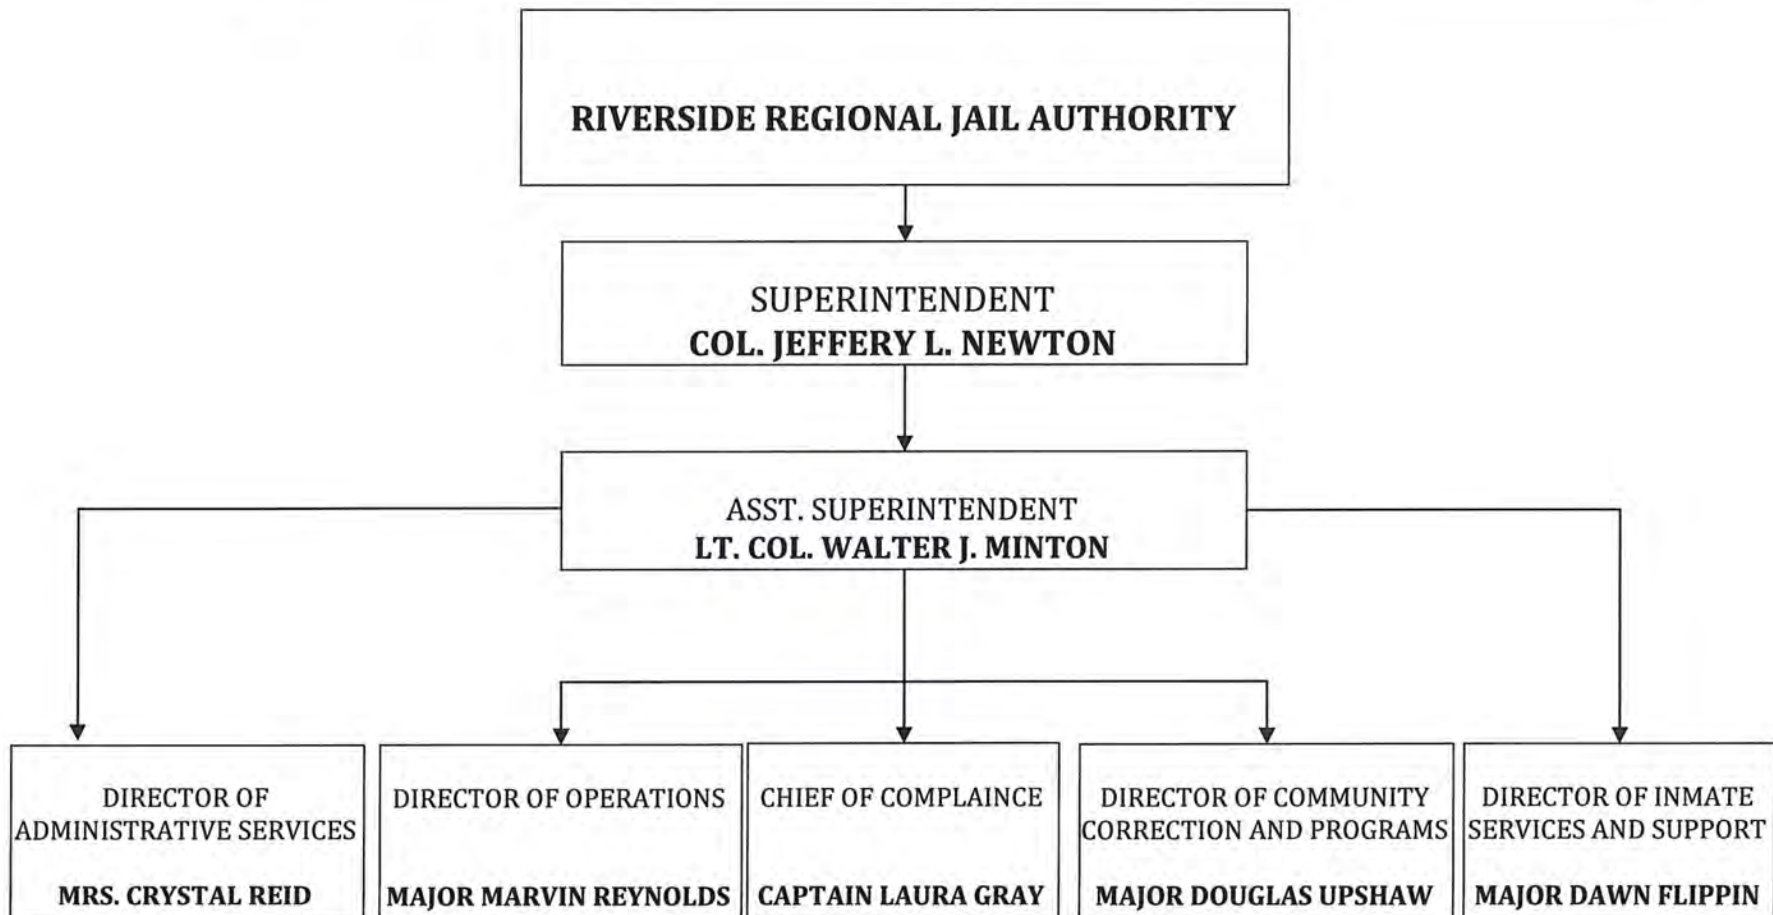 RIVERSIDE REGIONAL JAIL AUTHORITY
SUPERINTENDENT
COL. JEFFERY L. NEWTON
ASST. SUPERINTENDENT
LT. COL. WALTER J. MINTON
DIRECTOR OF
ADMINISTRATIVE SERVICES
MRS. CRYSTAL REID
DIRECTOR OF OPERATIONS
MAJOR MARVIN REYNOLDS
CHIEF OF COMPLAINCE
CAPTAIN LAURA GRAY
DIRECTOR OF COMMUNITY
CORRECTION AND PROGRAMS
MAJOR DOUGLAS UPSHAW
DIRECTOR OF INMATE
SERVICES AND SUPPORT
MAJOR DAWN FLIPPIN